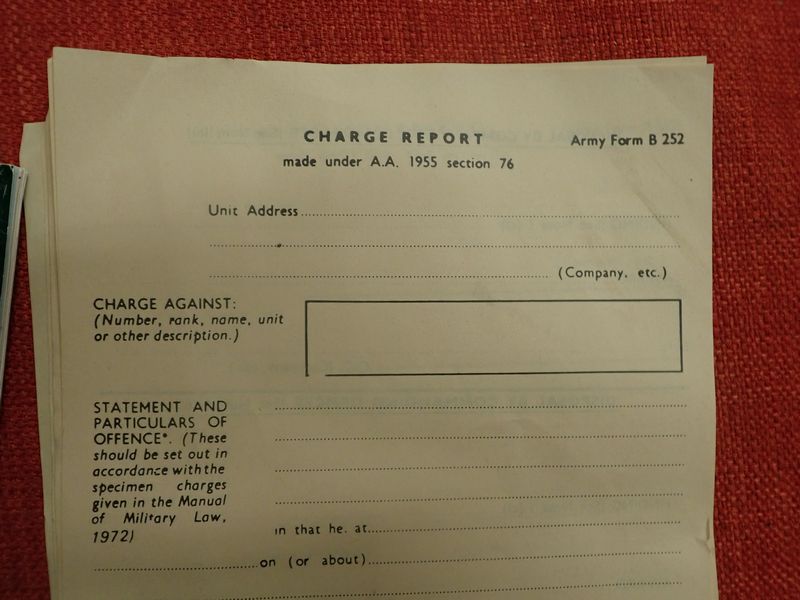 CHARGE REPORT
Army Form B 252
made under A.A. 1955 section 76
Unit Address
(Company, etc.)
CHARGE AGAINST:
(Number, rank, name, unit
or other description.)
STATEMENT AND
PARTICULARS OF
OFFENCE*. (These
should be set out in
accordance with the
specimen charges
given in the Manual
of Military Law,
1972)
in that he. at
on (or about)